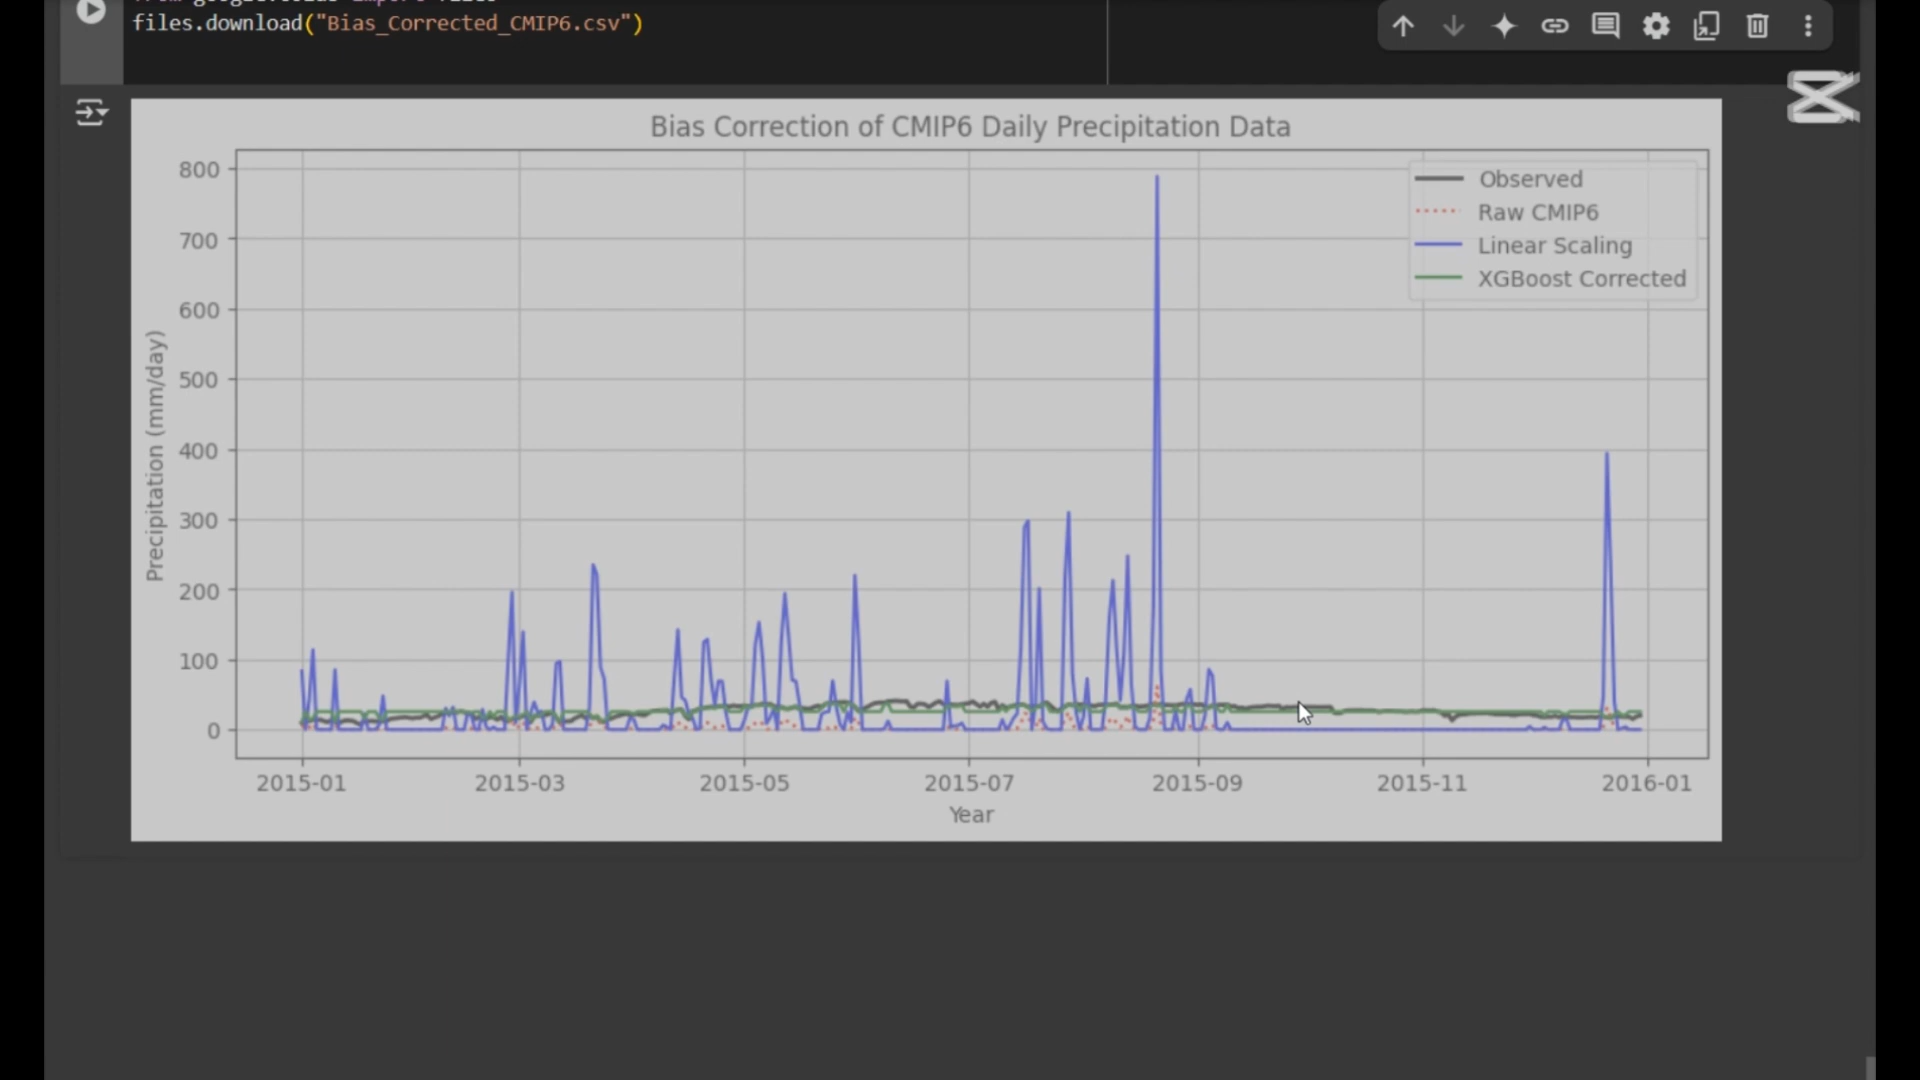 files.download("Bias_Corrected_CMIP6.csv")
Bias Correction of CMIP6 Daily Precipitation Data
Observed
Raw CMIP6
Linear Scaling
XGBoost Corrected
Precipitation (mm/day)
800
700
600
500
400
300
200
100
0
2015-01 2015-03 2015-05 2015-07 2015-09 2015-11 2016-01
Year